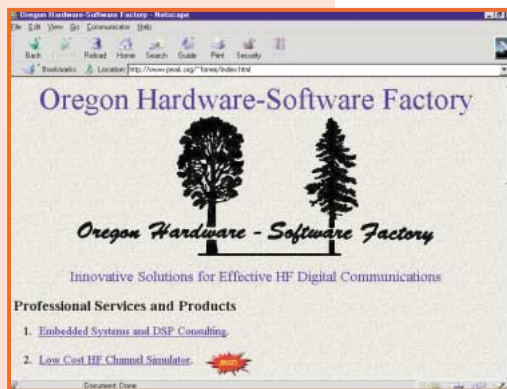 Oregon Hardware-Software Factory - Netscape
File Edit View Go Communicator Help
Back Reload Home Search Guide Print Security
Bookmarks Location: http://www.peak.org/~forrerj/index.html
Oregon Hardware-Software Factory
Oregon Hardware - Software Factory
Innovative Solutions for Effective HF Digital Communications
Professional Services and Products
1. Embedded Systems and DSP Consulting.
2. Low Cost HF Channel Simulator.
Document Done